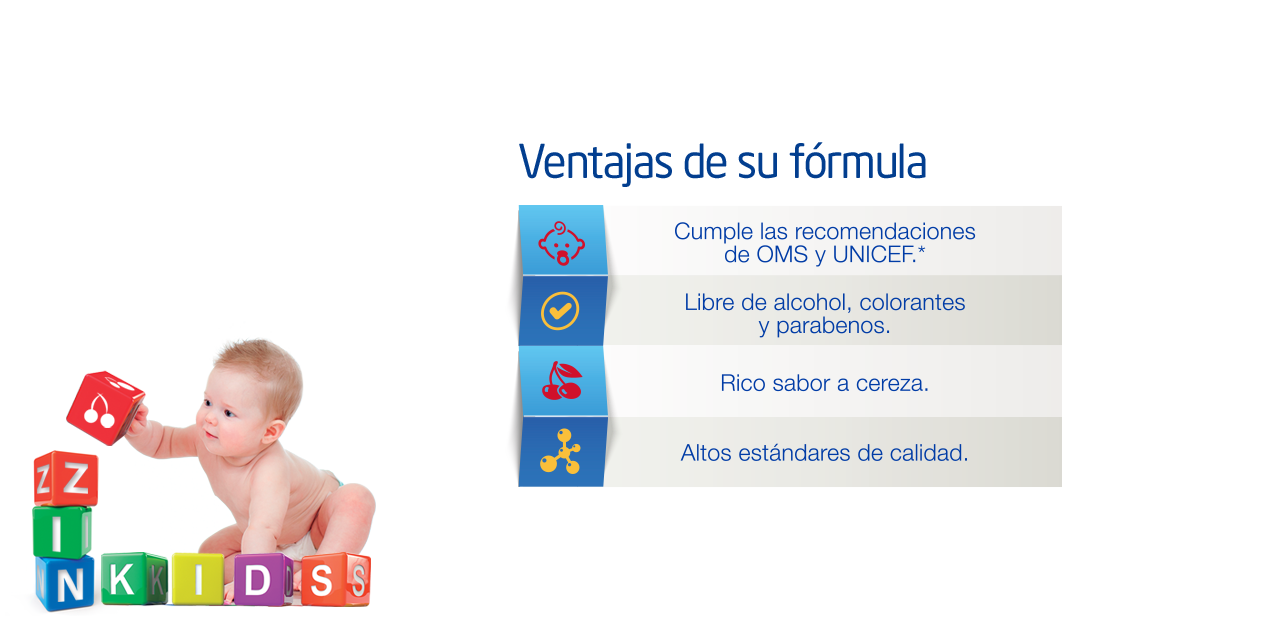 Ventajas de su fórmula
Cumple las recomendaciones
de OMS y UNICEF.*
Libre de alcohol, colorantes
y parabenos.
Rico sabor a cereza.
Altos estándares de calidad.
Z Z
I I
N N K K I D D S S